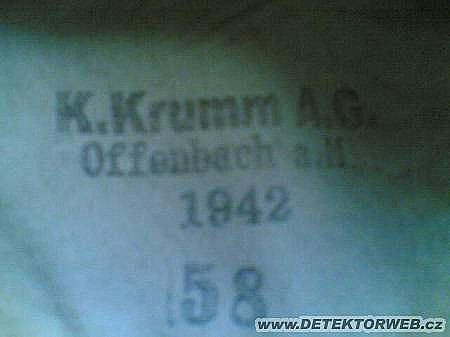 K.Krumm A.G.
Offenbach a.M.
1942
58
www.DETEKTORWEB.cz